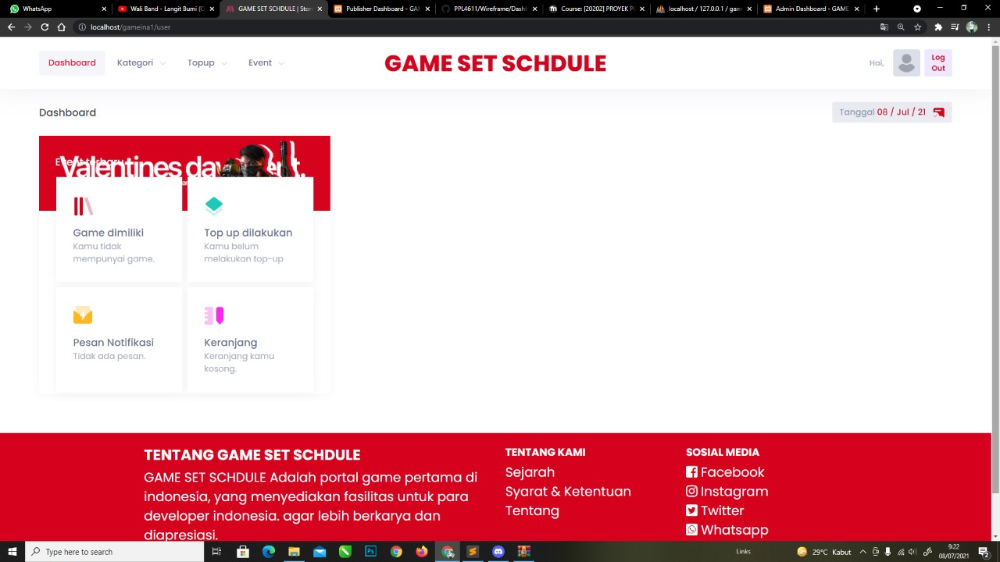 WhatsApp
Wali Band - Langit Bumi (O
GAME SET SCHDULE | Store
Publisher Dashboard - GAM
PPL4611/Wireframe/Dashb
Course: [20202] PROYEK PL
localhost / 127.0.0.1 / game
Admin Dashboard - GAME
localhost/gameina1/user
Dashboard
Kategori
Topup
Event
GAME SET SCHDULE
Hai,
Log
Out
Dashboard
Tanggal 08 / Jul / 21
Event terbaru
Valentines day
Game dimiliki
Kamu tidak
mempunyai game.
Top up dilakukan
Kamu belum
melakukan top-up
Pesan Notifikasi
Tidak ada pesan.
Keranjang
Keranjang kamu
kosong.
TENTANG GAME SET SCHDULE
GAME SET SCHDULE Adalah portal game pertama di
indonesia, yang menyediakan fasilitas untuk para
developer indonesia. agar lebih berkarya dan
diapresiasi.
TENTANG KAMI
Sejarah
Syarat & Ketentuan
Tentang
SOSIAL MEDIA
Facebook
Instagram
Twitter
Whatsapp
Type here to search
Links
29°C Kabut
9:22
08/07/2021